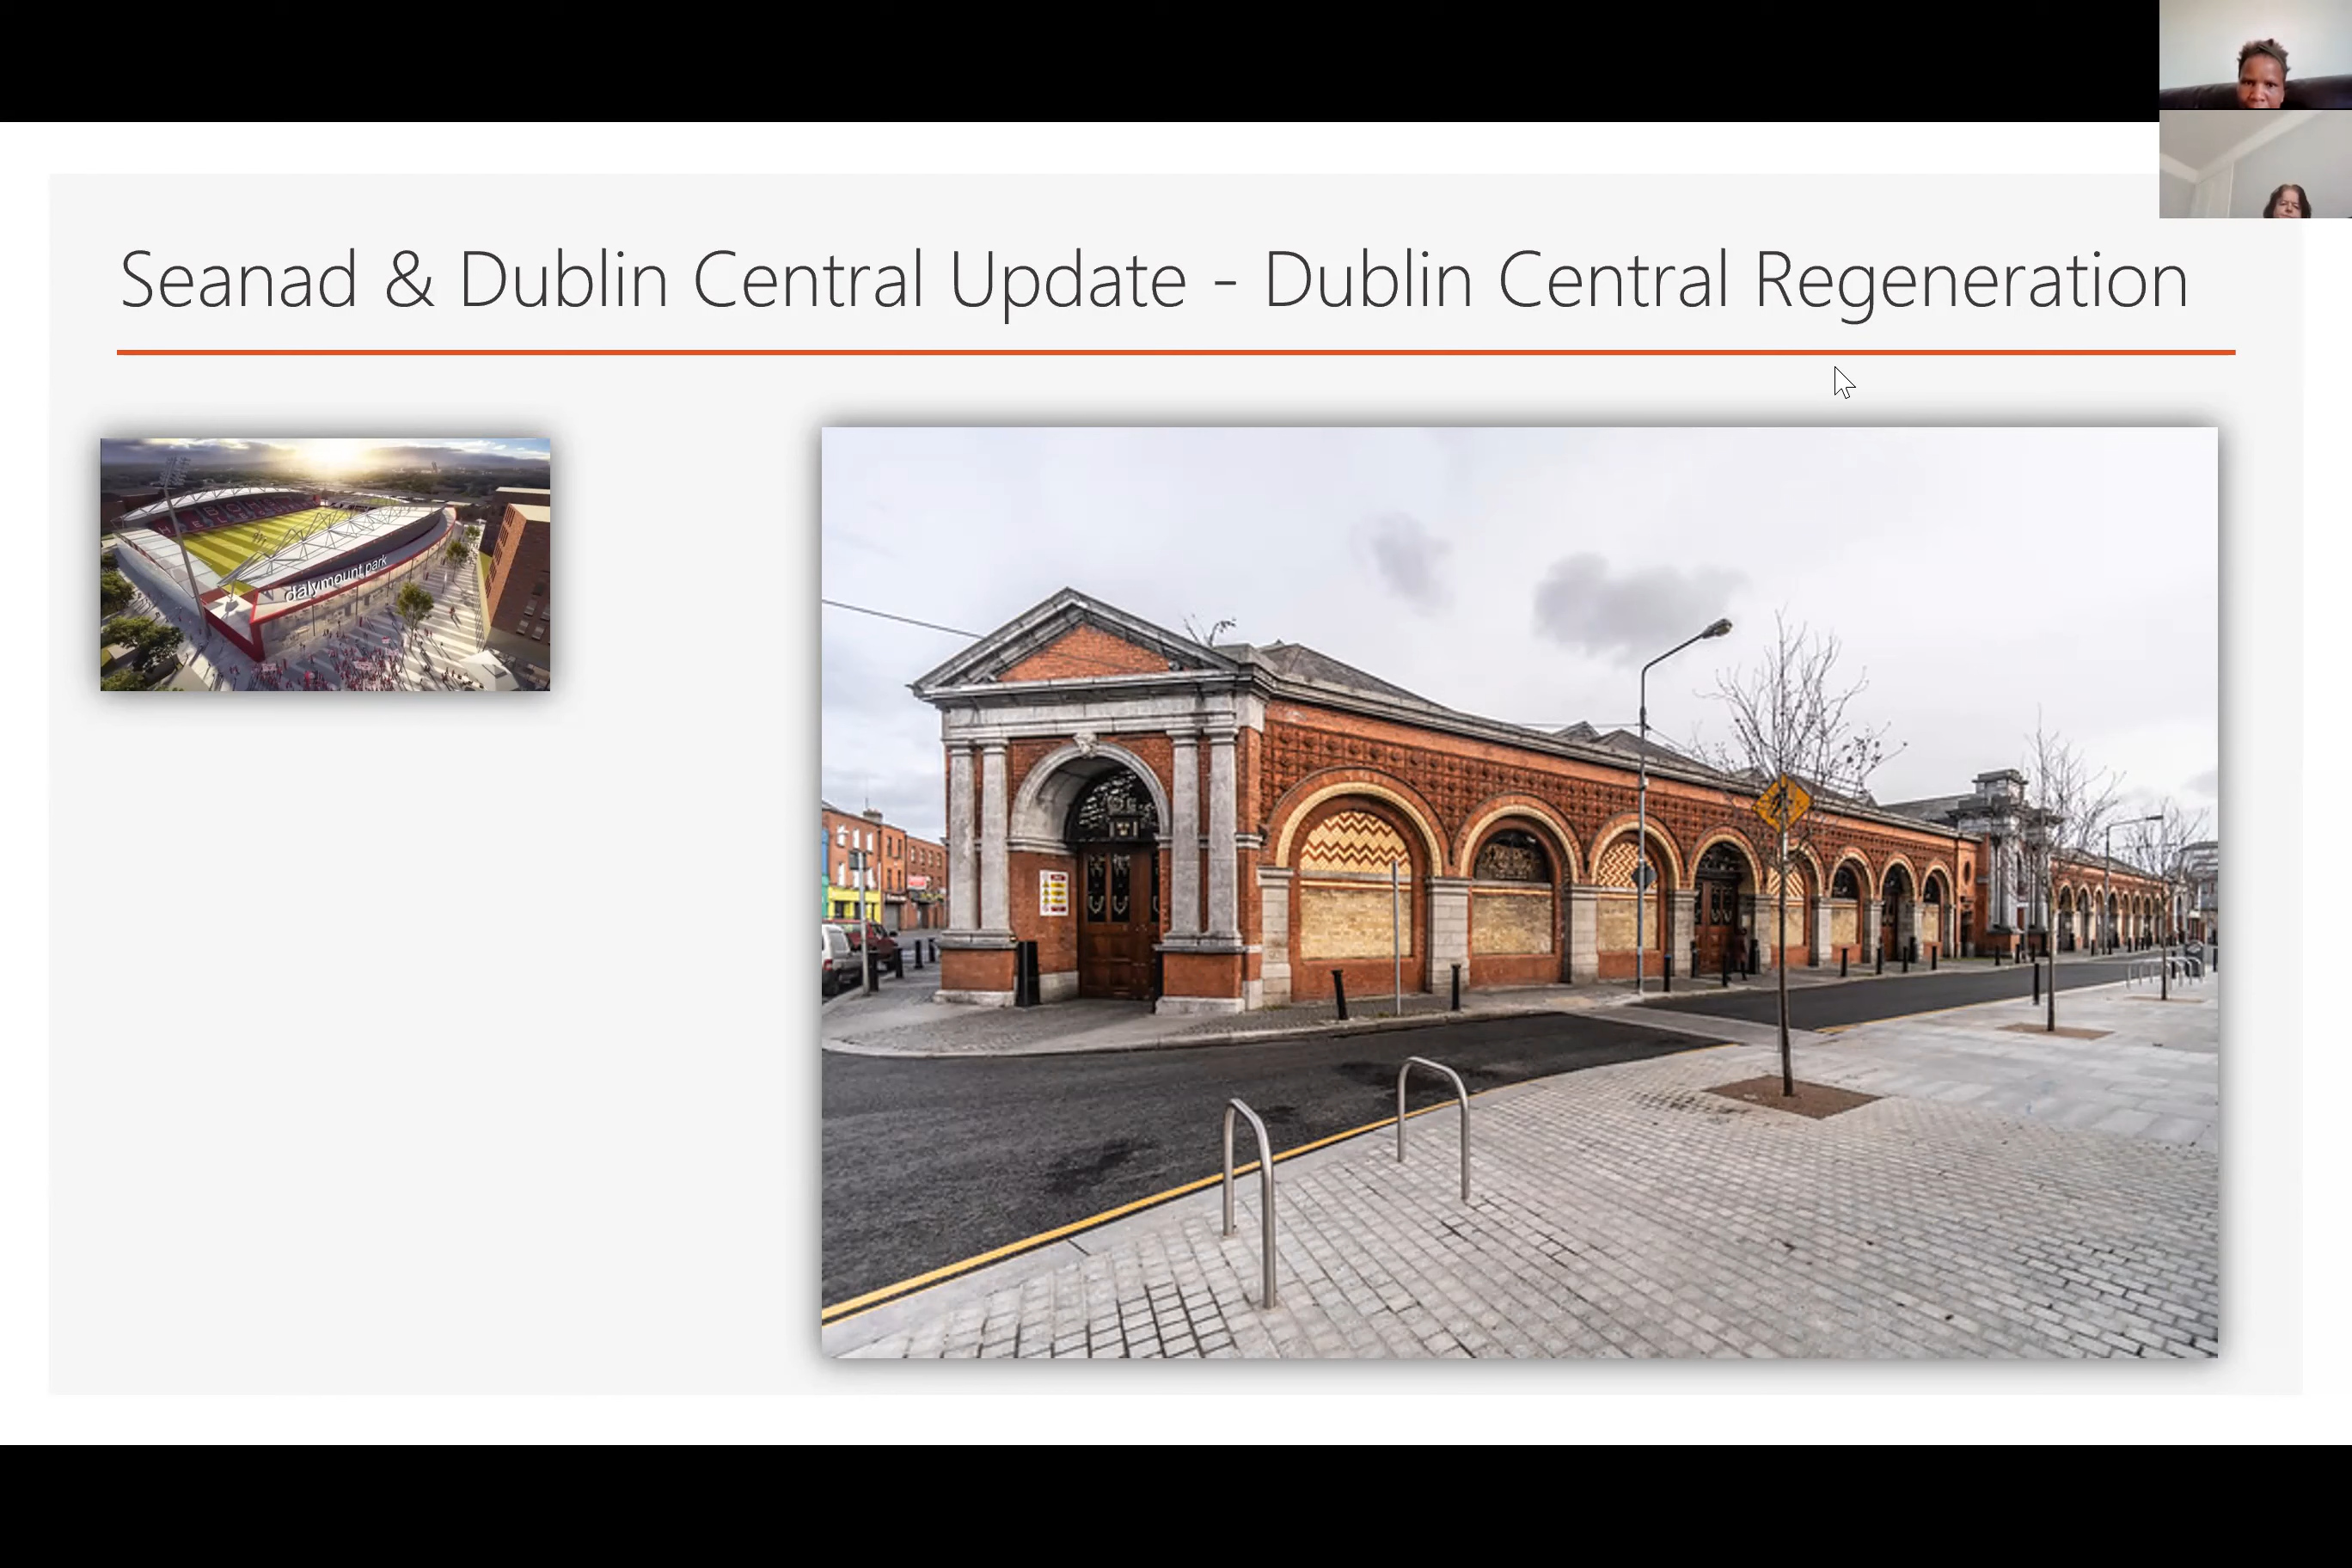 Seanad & Dublin Central Update - Dublin Central Regeneration
dalymount park